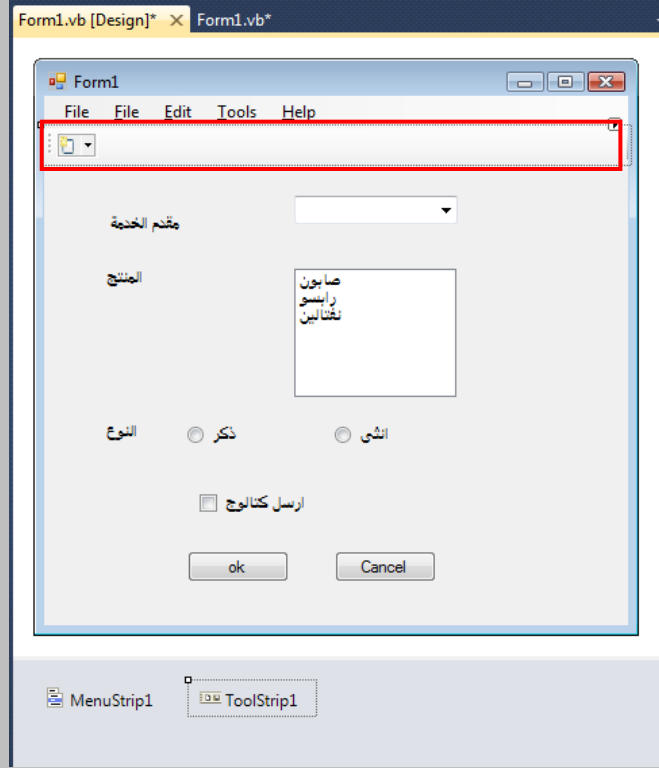 Form1.vb [Design]* Form1.vb*
Form1
File File Edit Tools Help
مقدم الخدمة
المنتج
صابون
رابسو
نفتالين
النوع ذكر انثى
ارسل كتالوج
ok Cancel
MenuStrip1 ToolStrip1